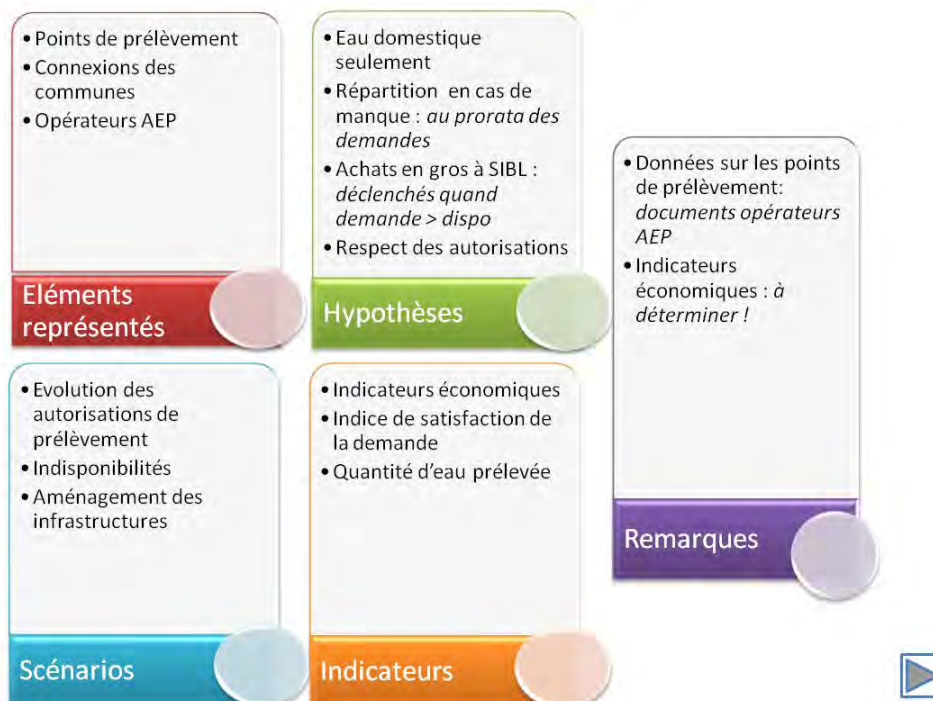 • Points de prélèvement
• Connexions des
communes
• Opérateurs AEP
Eléments
représentés
• Eau domestique
seulement
• Répartition en cas de
manque : au prorata des
demandes
• Achats en gros à SIBL :
déclenchés quand
demande > dispo
• Respect des autorisations
Hypothèses
• Données sur les points
de prélèvement:
documents opérateurs
AEP
• Indicateurs
économiques : à
déterminer !
Remarques
• Evolution des
autorisations de
prélèvement
• Indisponibilités
• Aménagement des
infrastructures
Scénarios
• Indicateurs économiques
• Indice de satisfaction de
la demande
• Quantité d'eau prélevée
Indicateurs